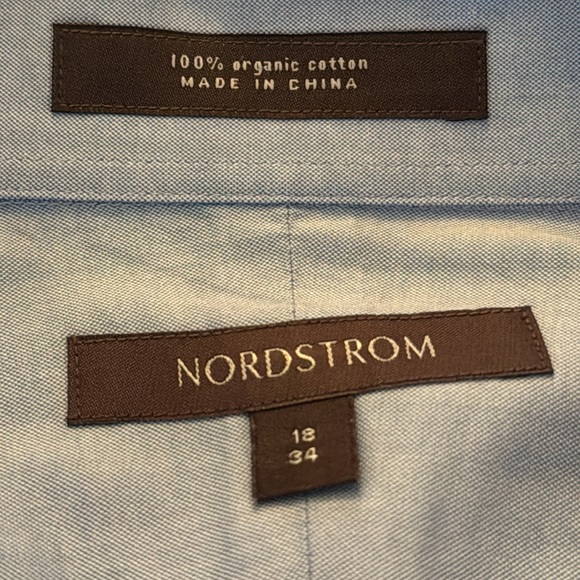 100% organic cotton
MADE IN CHINA
NORDSTROM
18
34